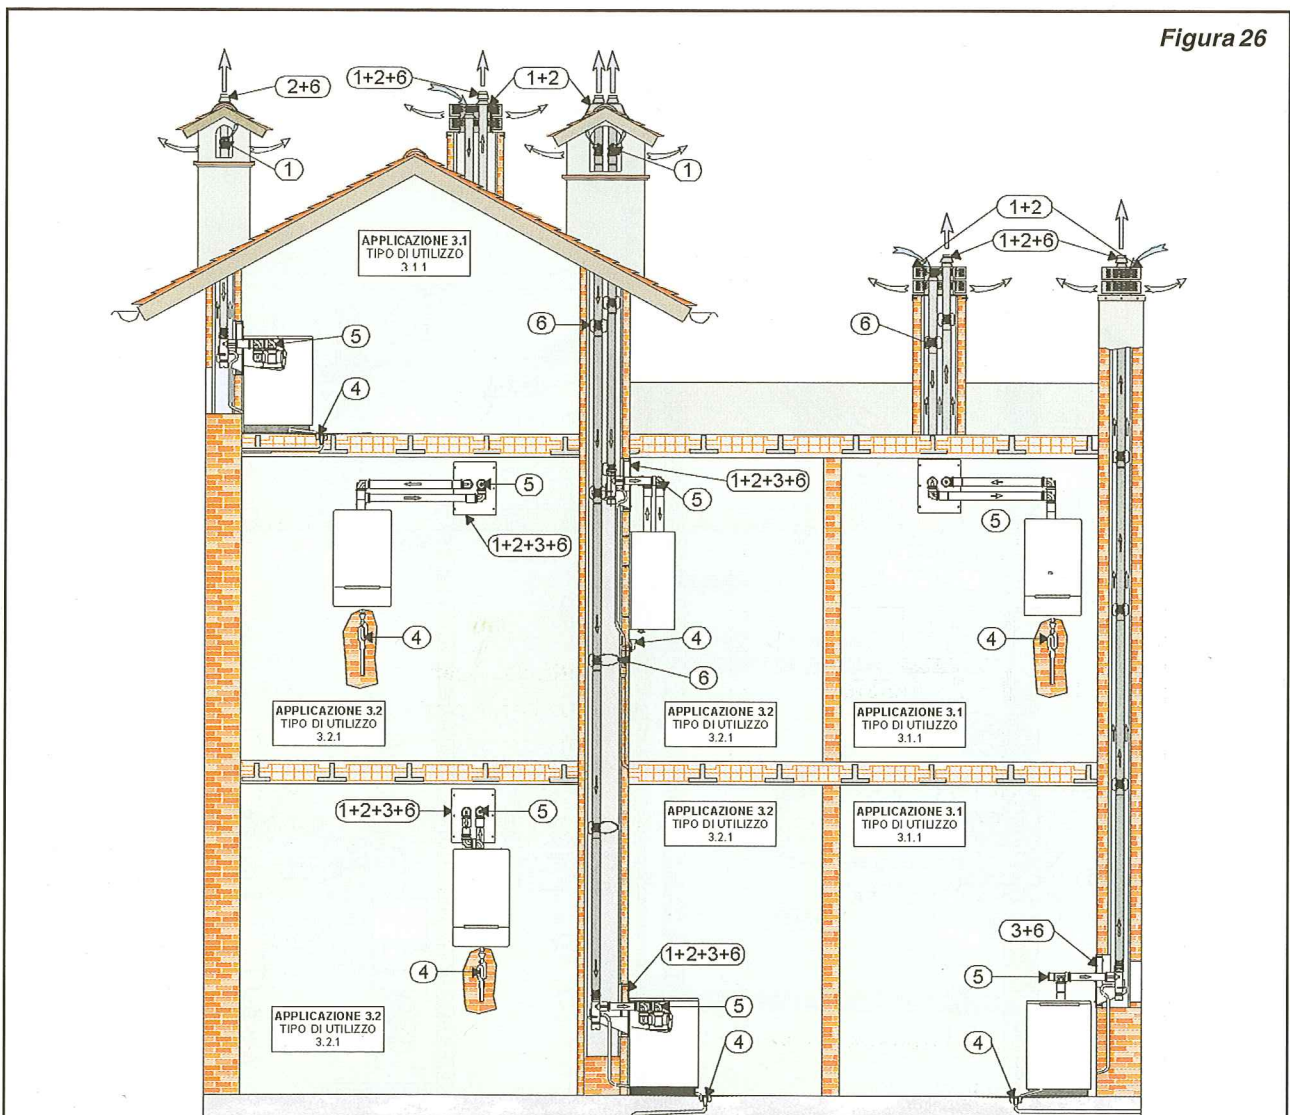 Figura 26
2+6
1+2+6
1+2
1
1
1+2
1+2+6
APPLICAZIONE 3.1
TIPO DI UTILIZZO
3.1.1
6
6
5
4
5
1+2+3+6
5
1+2+3+6
5
4
4
4
6
APPLICAZIONE 3.2
TIPO DI UTILIZZO
3.2.1
APPLICAZIONE 3.2
TIPO DI UTILIZZO
3.2.1
APPLICAZIONE 3.1
TIPO DI UTILIZZO
3.1.1
1+2+3+6
5
APPLICAZIONE 3.2
TIPO DI UTILIZZO
3.2.1
APPLICAZIONE 3.1
TIPO DI UTILIZZO
3.1.1
4
3+6
1+2+3+6
5
5
APPLICAZIONE 3.2
TIPO DI UTILIZZO
3.2.1
4
4